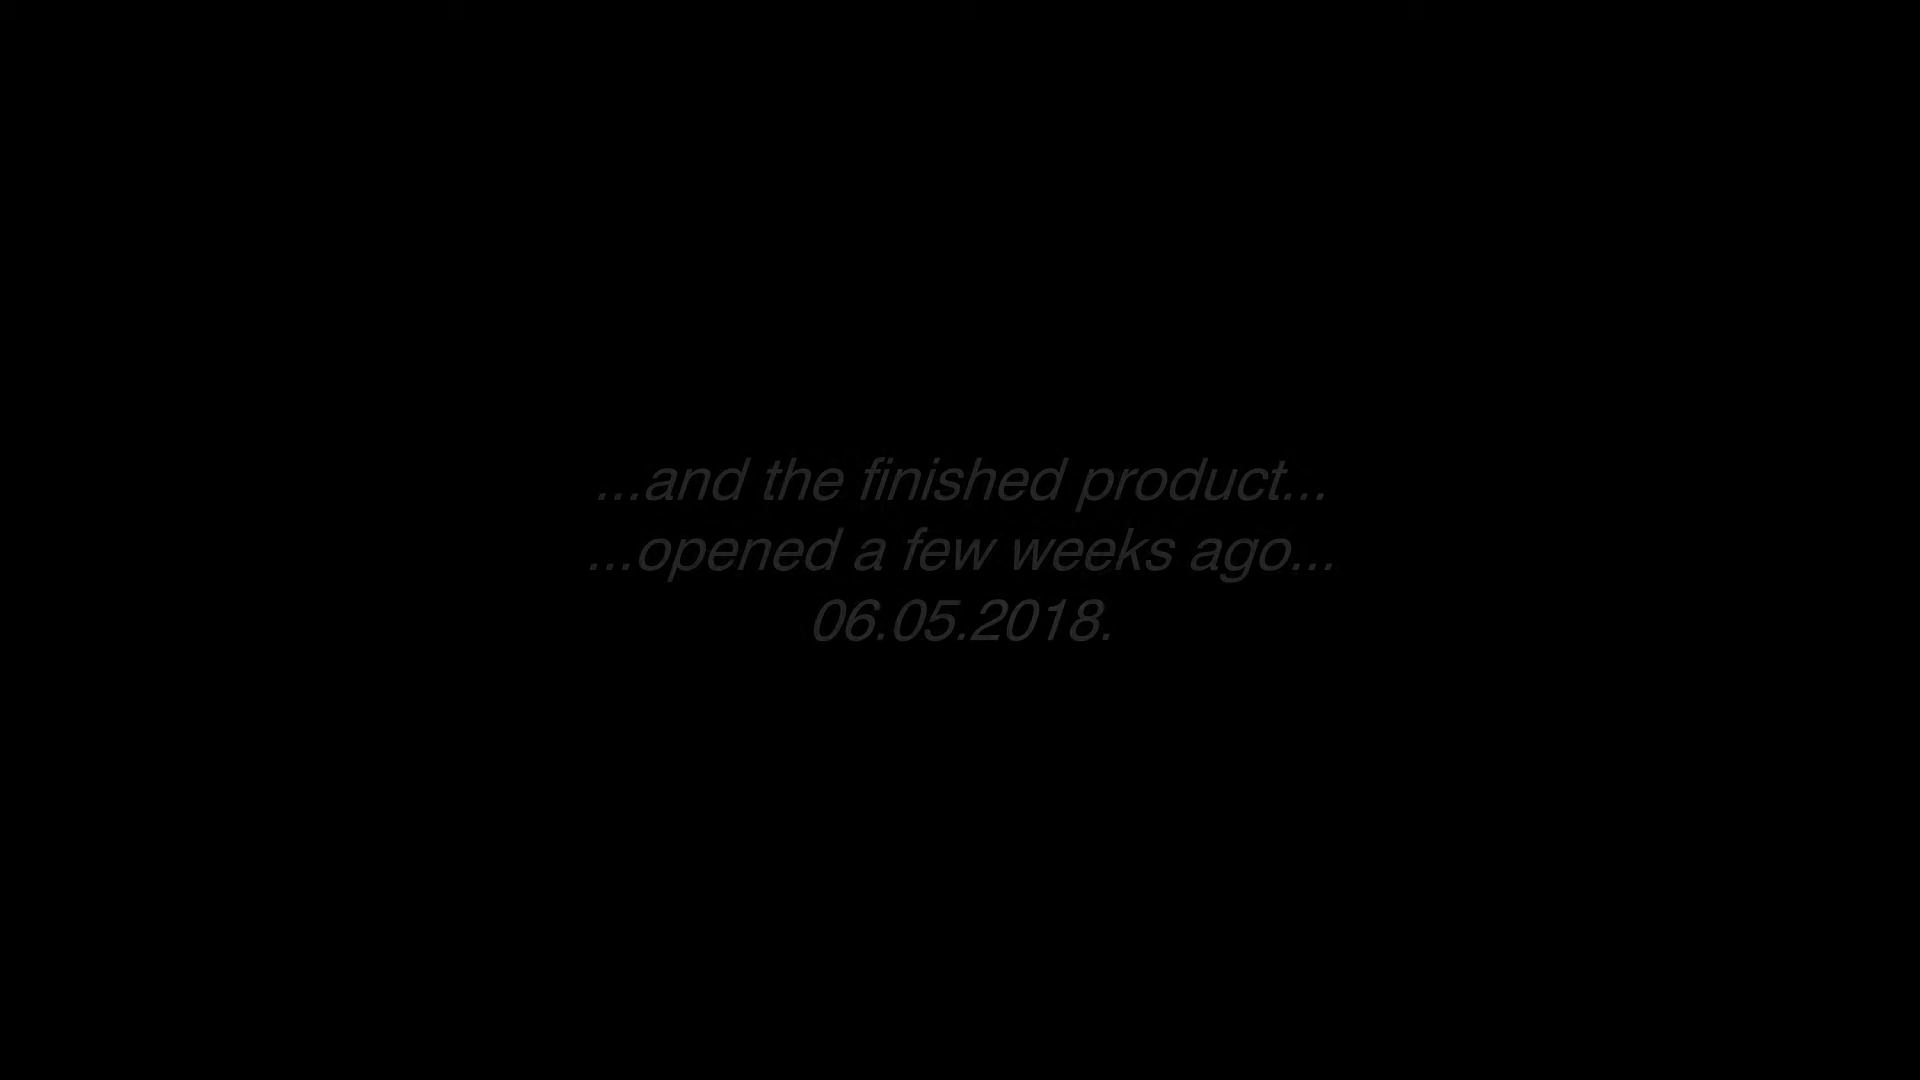 ...and the finished product...
...opened a few weeks ago...
06.05.2018.